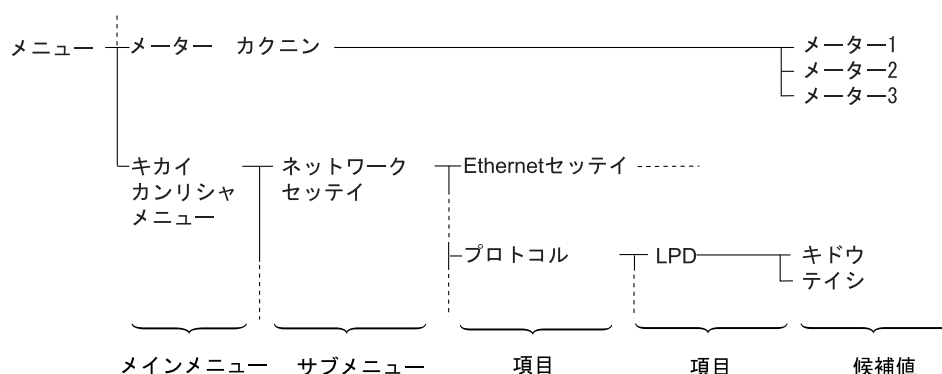 メニュー メーター カクニン メーター1
メーター2
メーター3
キカイ ネットワーク Ethernetセッテイ
カンリシャ セッテイ
メニュー
プロトコル LPD キドウ
テイシ
メインメニュー サブメニュー 項目 項目 候補値